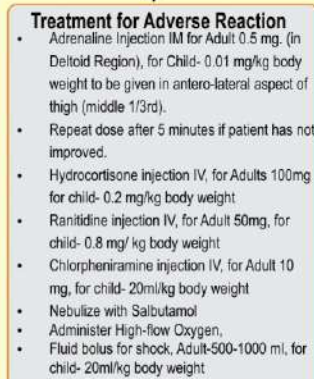 Treatment for Adverse Reaction
• Adrenaline Injection IM for Adult 0.5 mg. (in
Deltoid Region), for Child- 0.01 mg/kg body
weight to be given in antero-lateral aspect of
thigh (middle 1/3rd).
• Repeat dose after 5 minutes if patient has not
improved.
• Hydrocortisone injection IV, for Adults 100mg
for child- 0.2 mg/kg body weight
• Ranitidine injection IV, for Adult 50mg, for
child- 0.8 mg/ kg body weight
• Chlorpheniramine injection IV, for Adult 10
mg, for child- 20ml/kg body weight
• Nebulize with Salbutamol
• Administer High-flow Oxygen,
• Fluid bolus for shock, Adult-500-1000 ml, for
child- 20ml/kg body weight